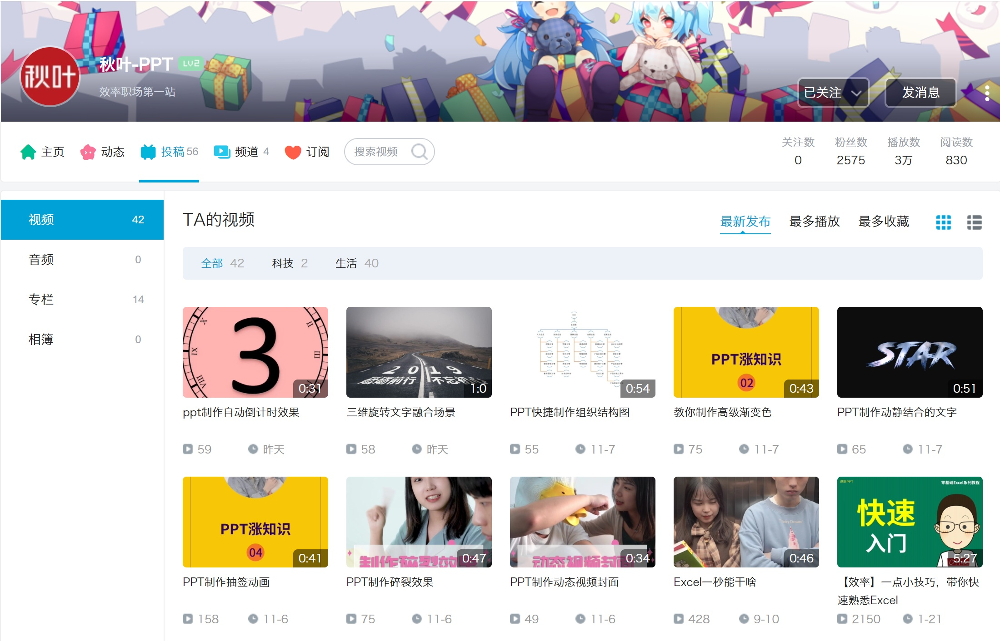 秋叶
秋叶-PPT LV2
效率职场第一站
已关注
发消息
主页 动态 投稿 56 频道 4 订阅 搜索视频
关注数 粉丝数 播放数 阅读数
0 2575 3万 830
视频 42
音频 0
专栏 14
相簿 0
TA的视频
最新发布 最多播放 最多收藏
全部 42 科技 2 生活 40
X II
3
IX III
VIII
0:31
2019
砥砺前行 不忘初
1:0
0:54
PPT涨知识
02
0:43
STAR
0:51
ppt制作自动倒计时效果
三维旋转文字融合场景
PPT快捷制作组织结构图
教你制作高级渐变色
PPT制作动静结合的文字
59 昨天
58 昨天
55 11-7
75 11-7
65 11-7
PPT涨知识
04
0:41
制作碎裂效果
0:47
动态视频封面
0:34
0:46
秋叶PPT
零基础Excel系列教程
快速
入门
5:27
PPT制作抽签动画
PPT制作碎裂效果
PPT制作动态视频封面
Excel一秒能干啥
【效率】一点小技巧，带你快
速熟悉Excel
158 11-6
75 11-6
49 11-6
428 9-10
2150 1-21